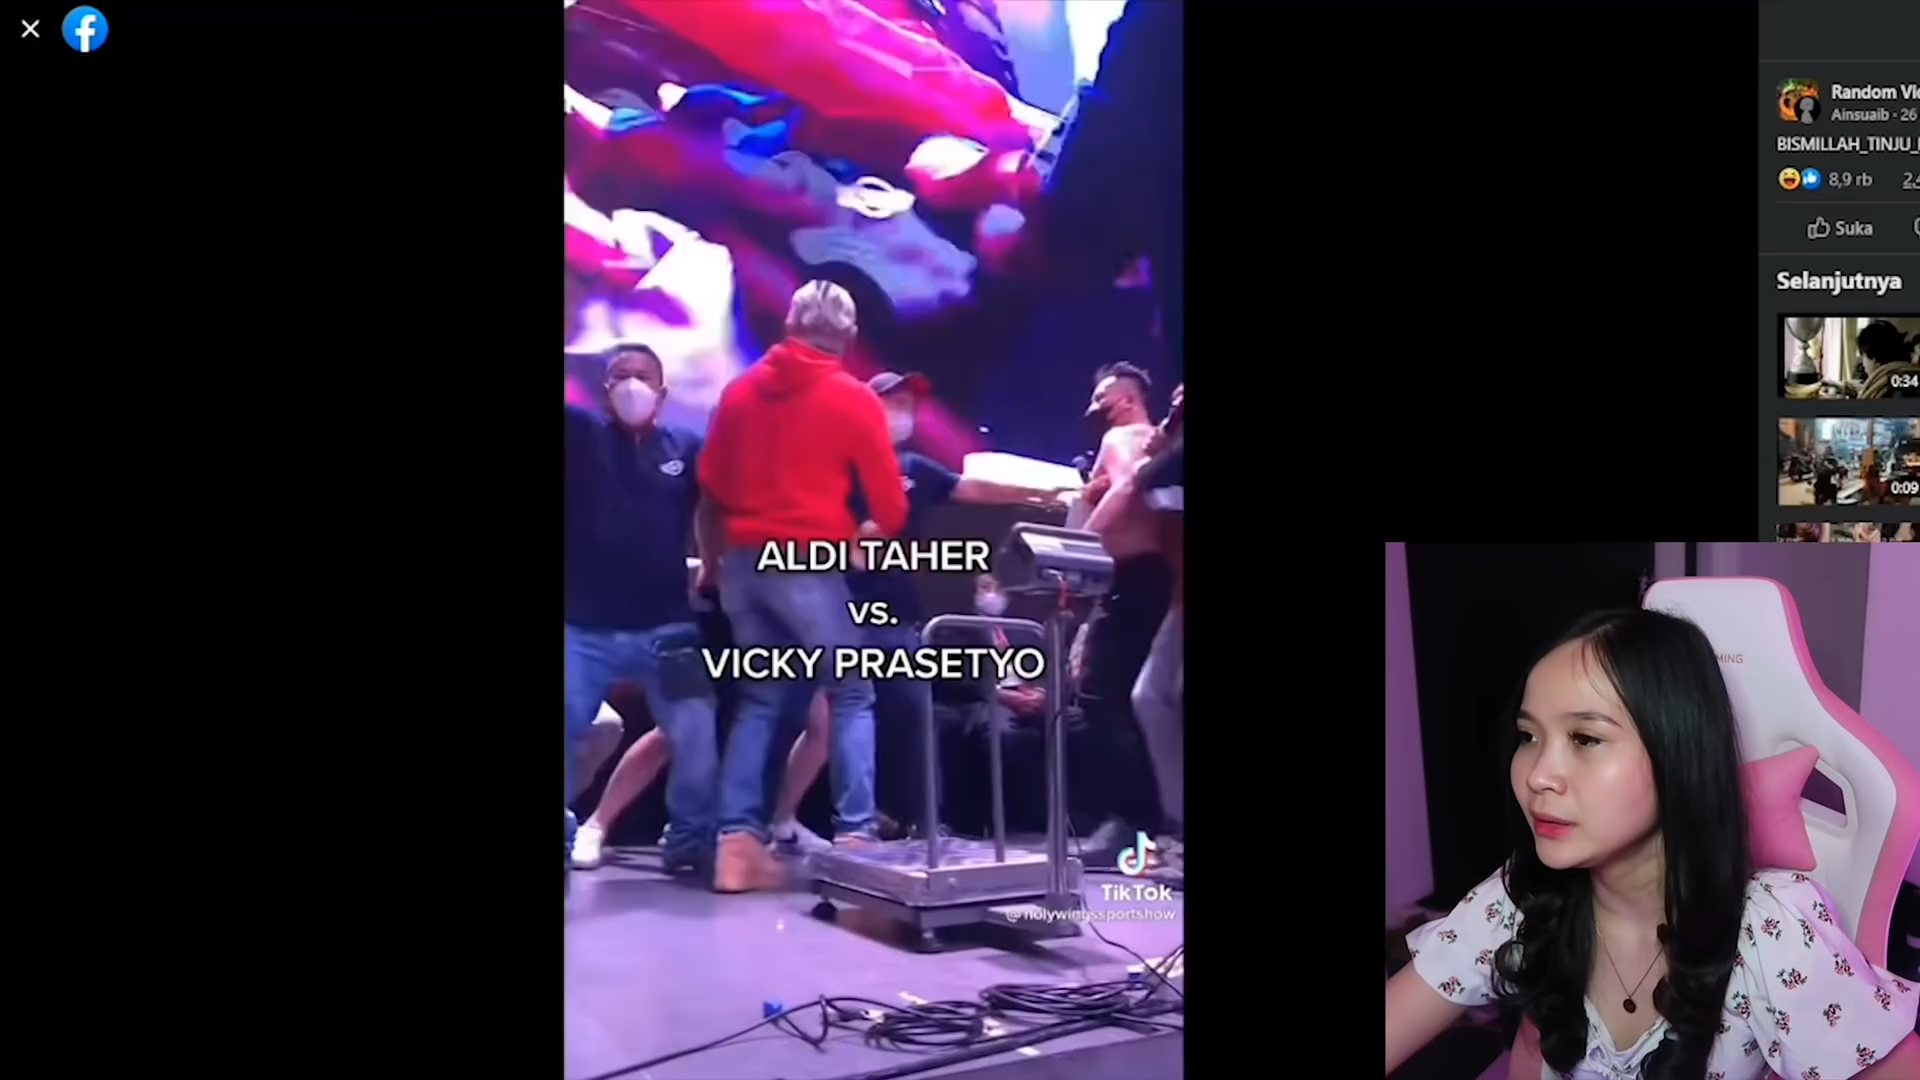 Random
Ainsuaib · 26
BISMILLAH_TINJU_
8,9 rb
Suka
Selanjutnya
0:34
0:09
ALDI TAHER
vs.
VICKY PRASETYO
TikTok
@holywingssportshow